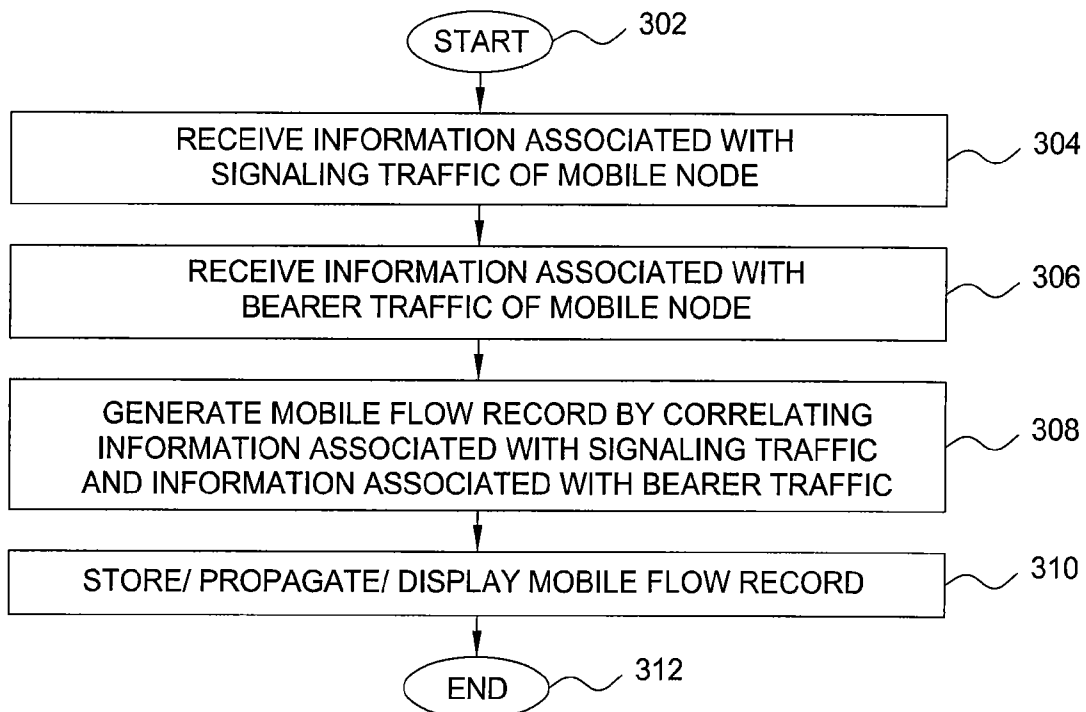 START
302
RECEIVE INFORMATION ASSOCIATED WITH
SIGNALING TRAFFIC OF MOBILE NODE
304
RECEIVE INFORMATION ASSOCIATED WITH
BEARER TRAFFIC OF MOBILE NODE
306
GENERATE MOBILE FLOW RECORD BY CORRELATING
INFORMATION ASSOCIATED WITH SIGNALING TRAFFIC
AND INFORMATION ASSOCIATED WITH BEARER TRAFFIC
308
STORE/ PROPAGATE/ DISPLAY MOBILE FLOW RECORD
310
END
312